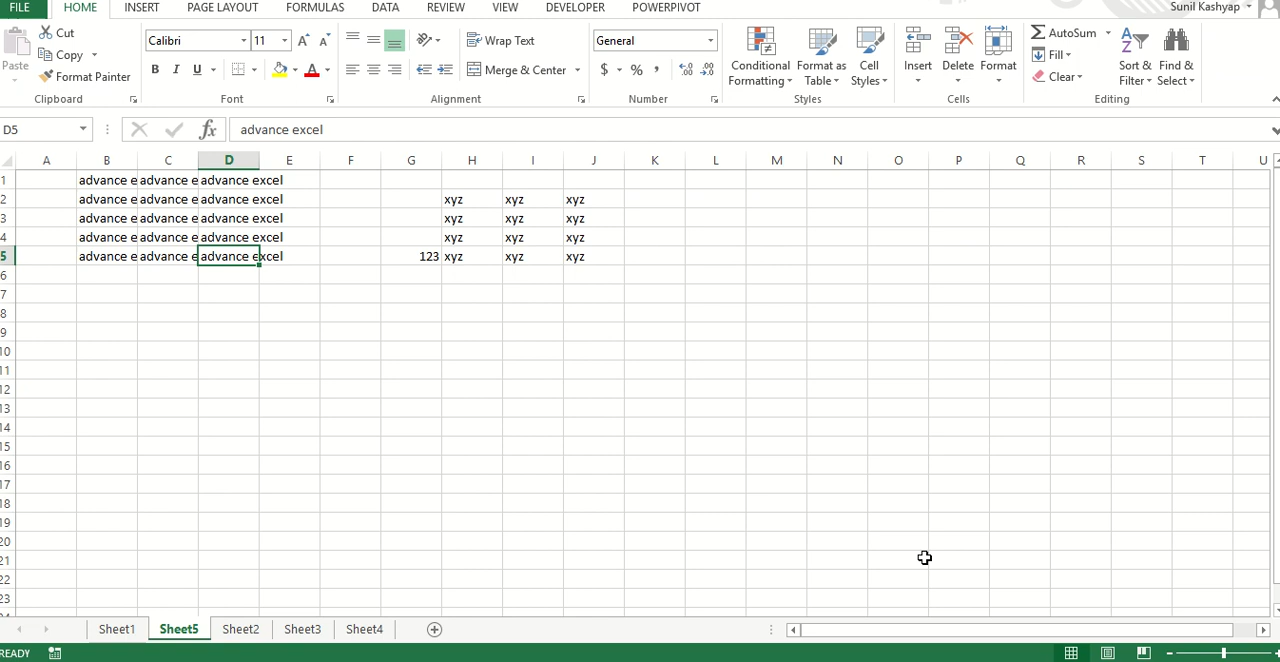 FILE HOME INSERT PAGE LAYOUT FORMULAS DATA REVIEW VIEW DEVELOPER POWERPIVOT Sunil Kashyap
Cut
Copy
Format Painter
Paste
Clipboard
Calibri 11
B I U A
Font
Wrap Text
Merge & Center
Alignment
General
$ % ,
Number
Conditional Formatting
Format as Table
Cell Styles
Styles
Insert Delete Format
Cells
AutoSum
Fill
Clear
Sort & Filter
Find & Select
Editing
D5 fx advance excel
A B C D E F G H I J K L M N O P Q R S T U
1 advance e advance e advance excel
2 advance e advance e advance excel xyz xyz xyz
3 advance e advance e advance excel xyz xyz xyz
4 advance e advance e advance excel xyz xyz xyz
5 advance e advance e advance excel 123 xyz xyz xyz
6
7
8
9
10
11
12
13
14
15
16
17
18
19
20
21
22
23
Sheet1 Sheet5 Sheet2 Sheet3 Sheet4
READY